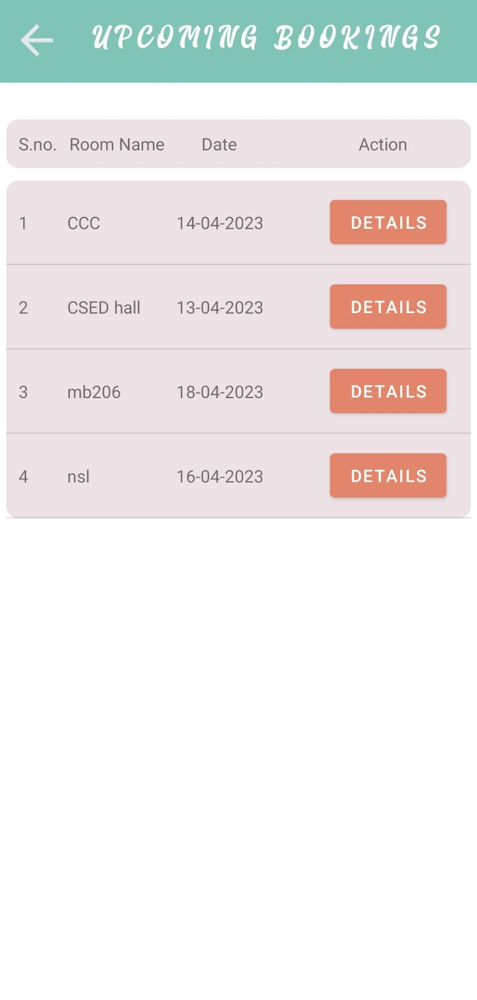 UPCOMING BOOKINGS
S.no. Room Name Date Action
1 CCC 14-04-2023 DETAILS
2 CSED hall 13-04-2023 DETAILS
3 mb206 18-04-2023 DETAILS
4 nsl 16-04-2023 DETAILS